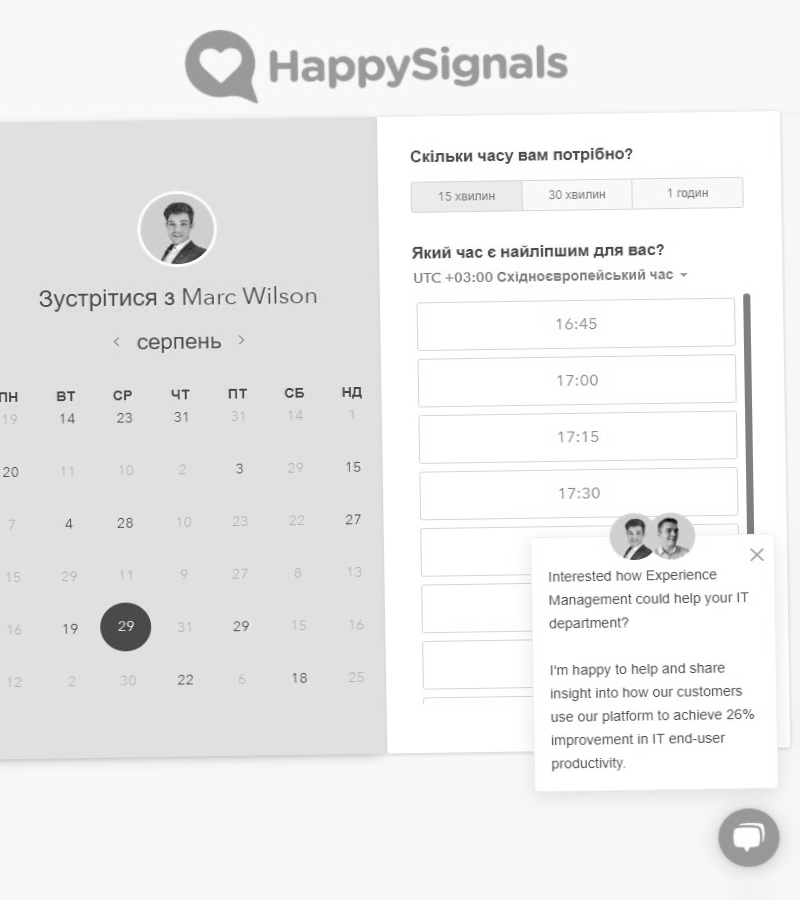 HappySignals
Зустрітися з Marc Wilson
серпень
ПН ВТ СР ЧТ ПТ СБ НД
19 14 23 31 31 14 1
20 11 10 2 3 29 15
7 4 28 10 23 22 27
15 29 11 9 27 8 13
16 19 29 31 29 15 16
12 2 30 22 6 18 25
Скільки часу вам потрібно?
15 хвилин 30 хвилин 1 годин
Який час є найліпшим для вас?
UTC +03:00 Східноєвропейський час
16:45
17:00
17:15
17:30
Interested how Experience
Management could help your IT
department?
I'm happy to help and share
insight into how our customers
use our platform to achieve 26%
improvement in IT end-user
productivity.